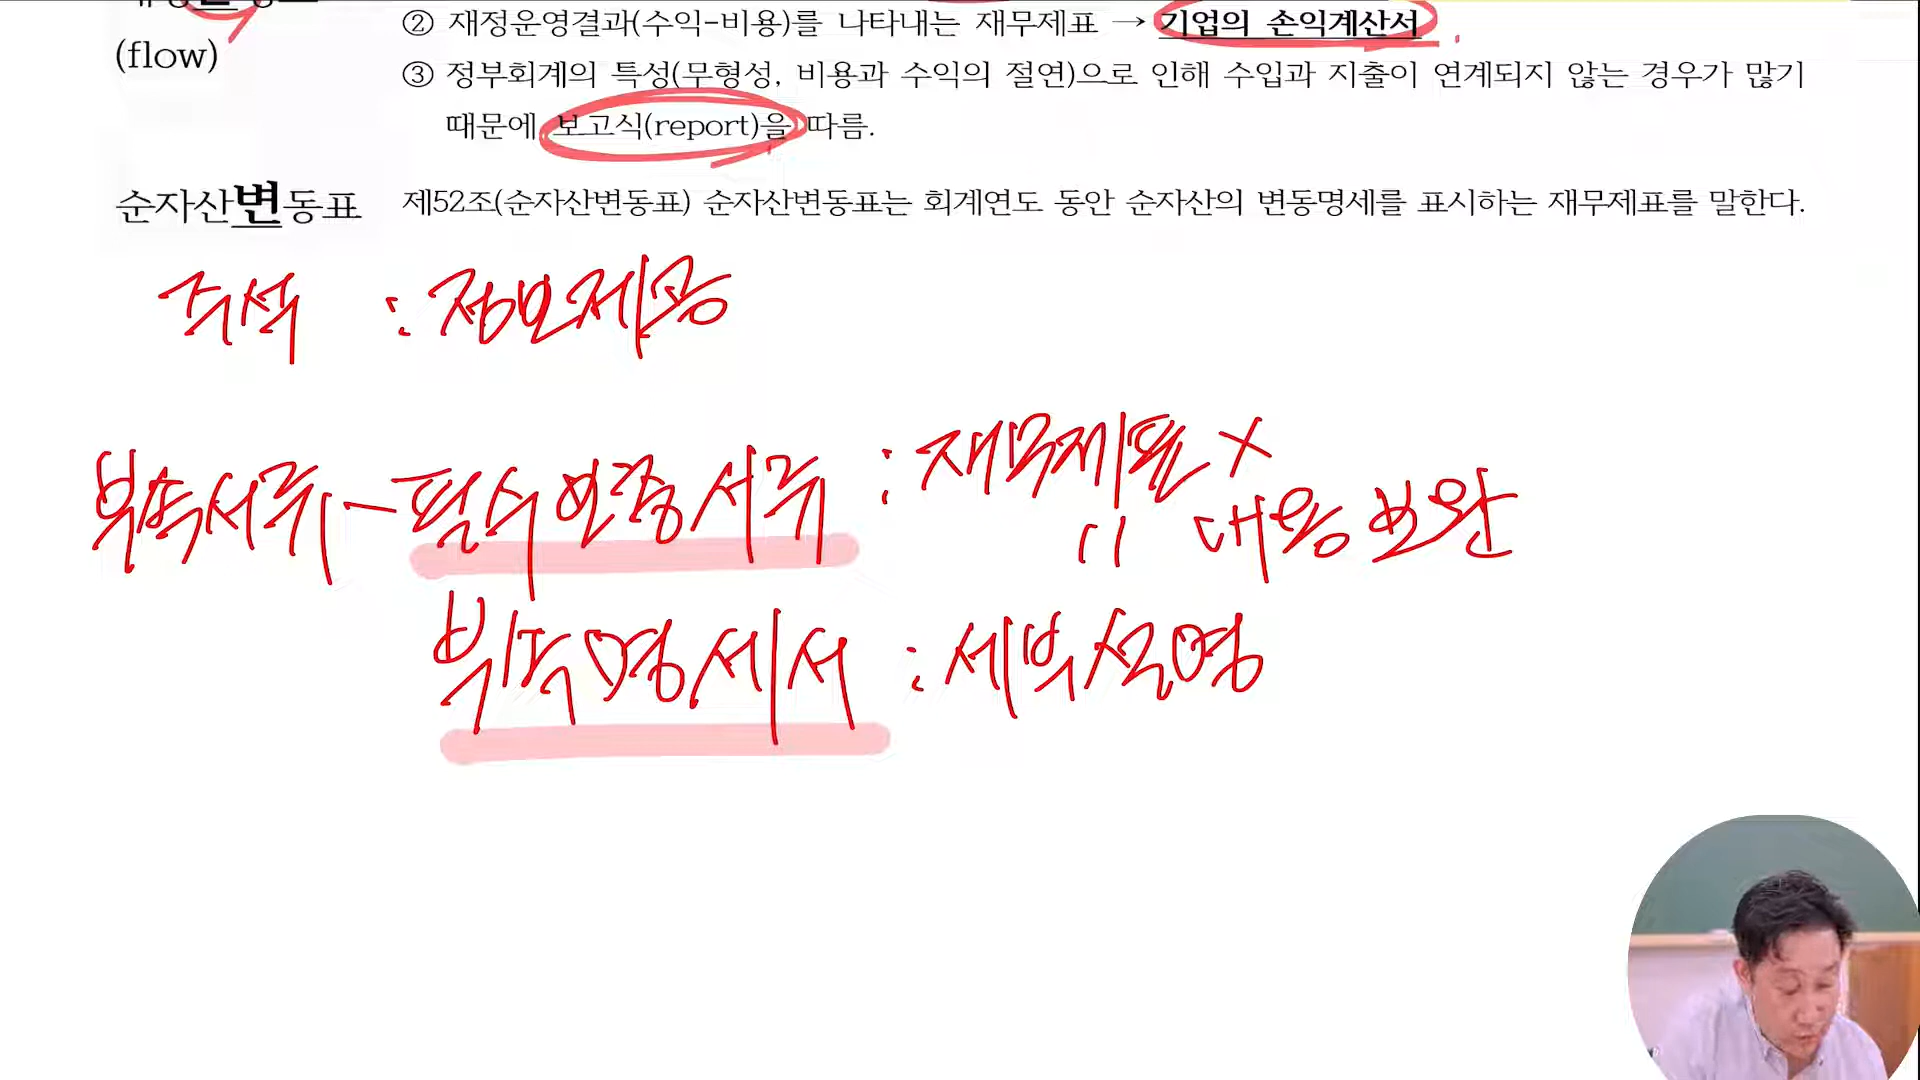 ② 재정운영결과(수익-비용)를 나타내는 재무제표 → 기업의 손익계산서
(flow)
③ 정부회계의 특성(무형성, 비용과 수익의 절연)으로 인해 수입과 지출이 연계되지 않는 경우가 많기
때문에 보고식(report)을 따름.
순자산변동표 제52조(순자산변동표) 순자산변동표는 회계연도 동안 순자산의 변동명세를 표시하는 재무제표를 말한다.
주석 : 정보제공
부속서류 - 필수보충서류 : 재무제표 X
〃 내용 보완
부속명세서 : 세부설명